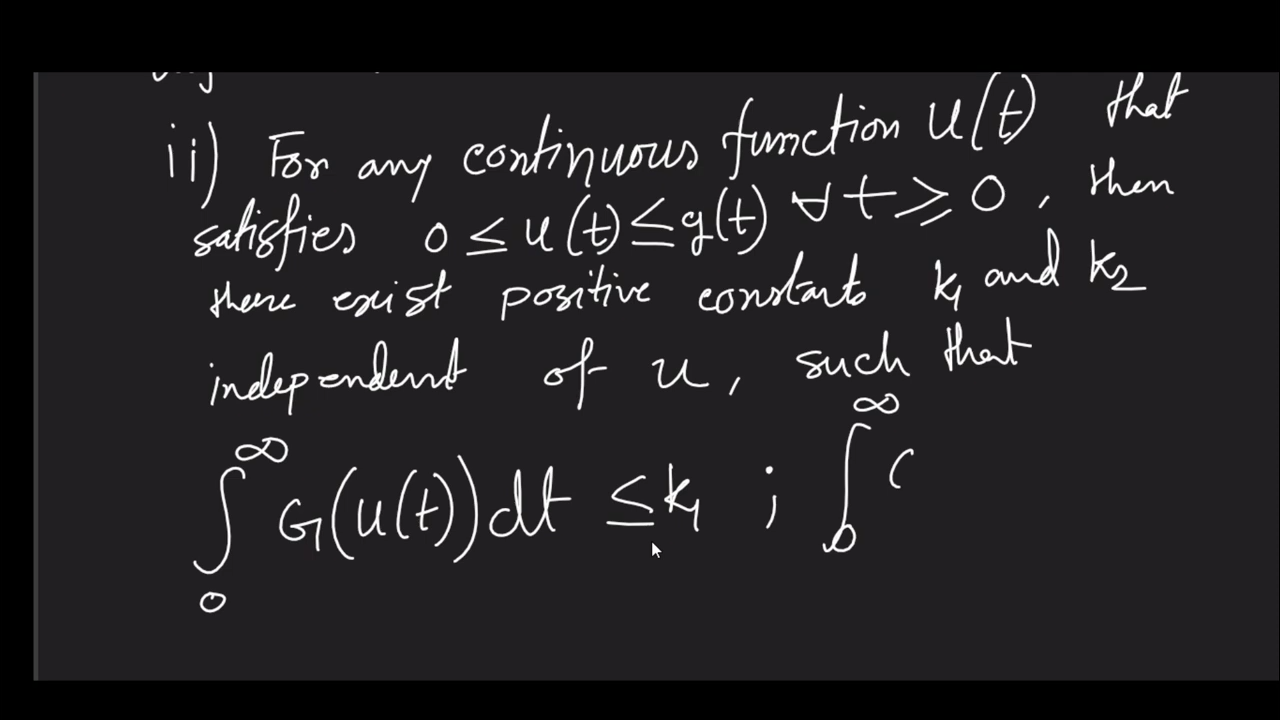 ii) For any continuous function u(t) that
satisfies 0 ≤ u(t) ≤ g(t) ∀ t ≥ 0, then
there exist positive constants k₁ and k₂
independent of u, such that
∫₀^∞ G(u(t)) dt ≤ k₁ ; ∫₀^∞ (